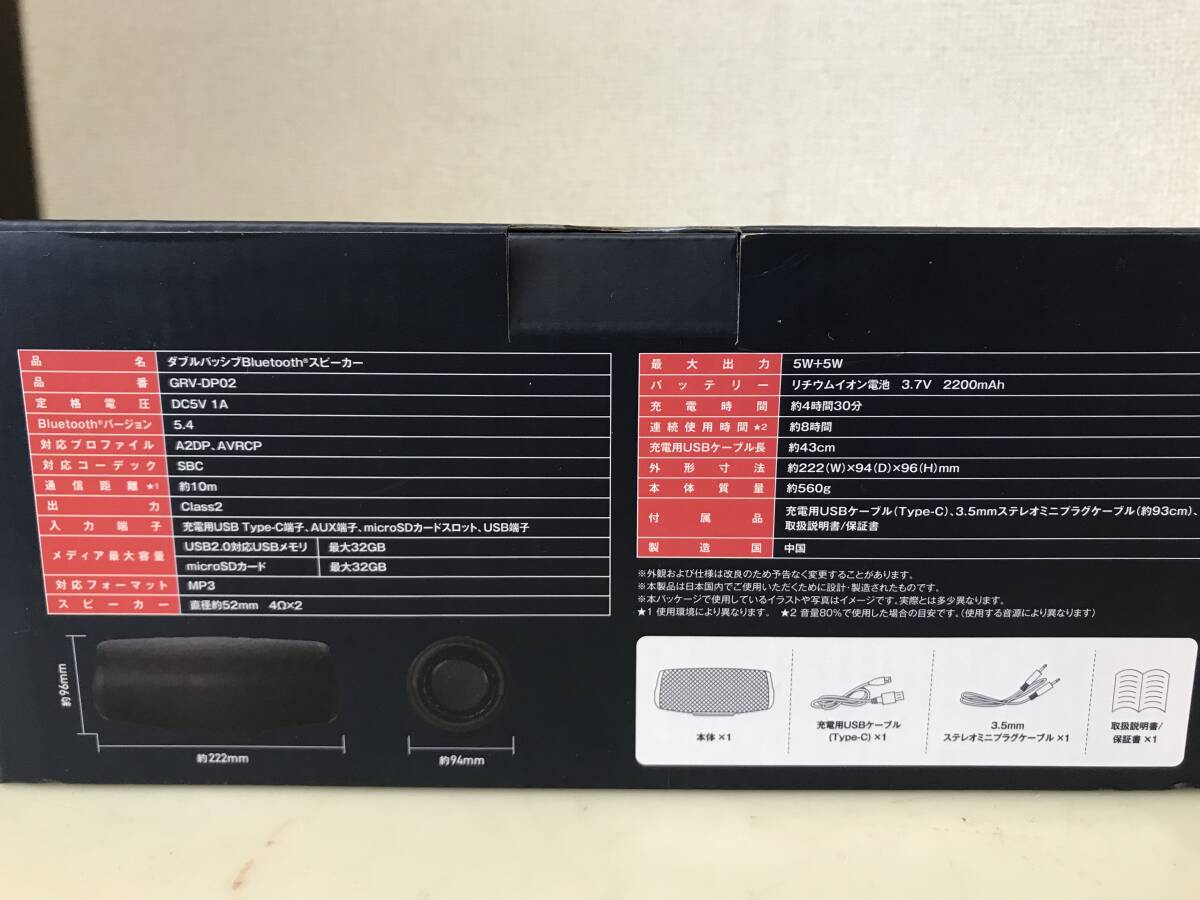 品名 ダブルパッシブBluetooth®スピーカー
品番 GRV-DP02
定格電圧 DC5V 1A
Bluetooth®バージョン 5.4
対応プロファイル A2DP、AVRCP
対応コーデック SBC
通信距離★1 約10m
出力 Class2
入力端子 充電用USB Type-C端子、AUX端子、microSDカードスロット、USB端子
メディア最大容量 USB2.0対応USBメモリ 最大32GB
microSDカード 最大32GB
対応フォーマット MP3
スピーカー 直径約52mm 4Ω×2
約96mm
約222mm
約94mm
最大出力 5W+5W
バッテリー リチウムイオン電池 3.7V 2200mAh
充電時間 約4時間30分
連続使用時間★2 約8時間
充電用USBケーブル長 約43cm
外形寸法 約222(W)×94(D)×96(H)mm
本体質量 約560g
付属品 充電用USBケーブル(Type-C)、3.5mmステレオミニプラグケーブル(約93cm)、
取扱説明書/保証書
製造国 中国
※外観および仕様は改良のため予告なく変更することがあります。
※本製品は日本国内でご使用いただくために設計・製造されたものです。
※本パッケージで使用しているイラストや写真はイメージです。実際とは多少異なります。
★1 使用環境により異なります。 ★2 音量80%で使用した場合の目安です。(使用する音源により異なります)
本体 ×1
充電用USBケーブル
(Type-C) ×1
3.5mm
ステレオミニプラグケーブル ×1
取扱説明書/
保証書 ×1